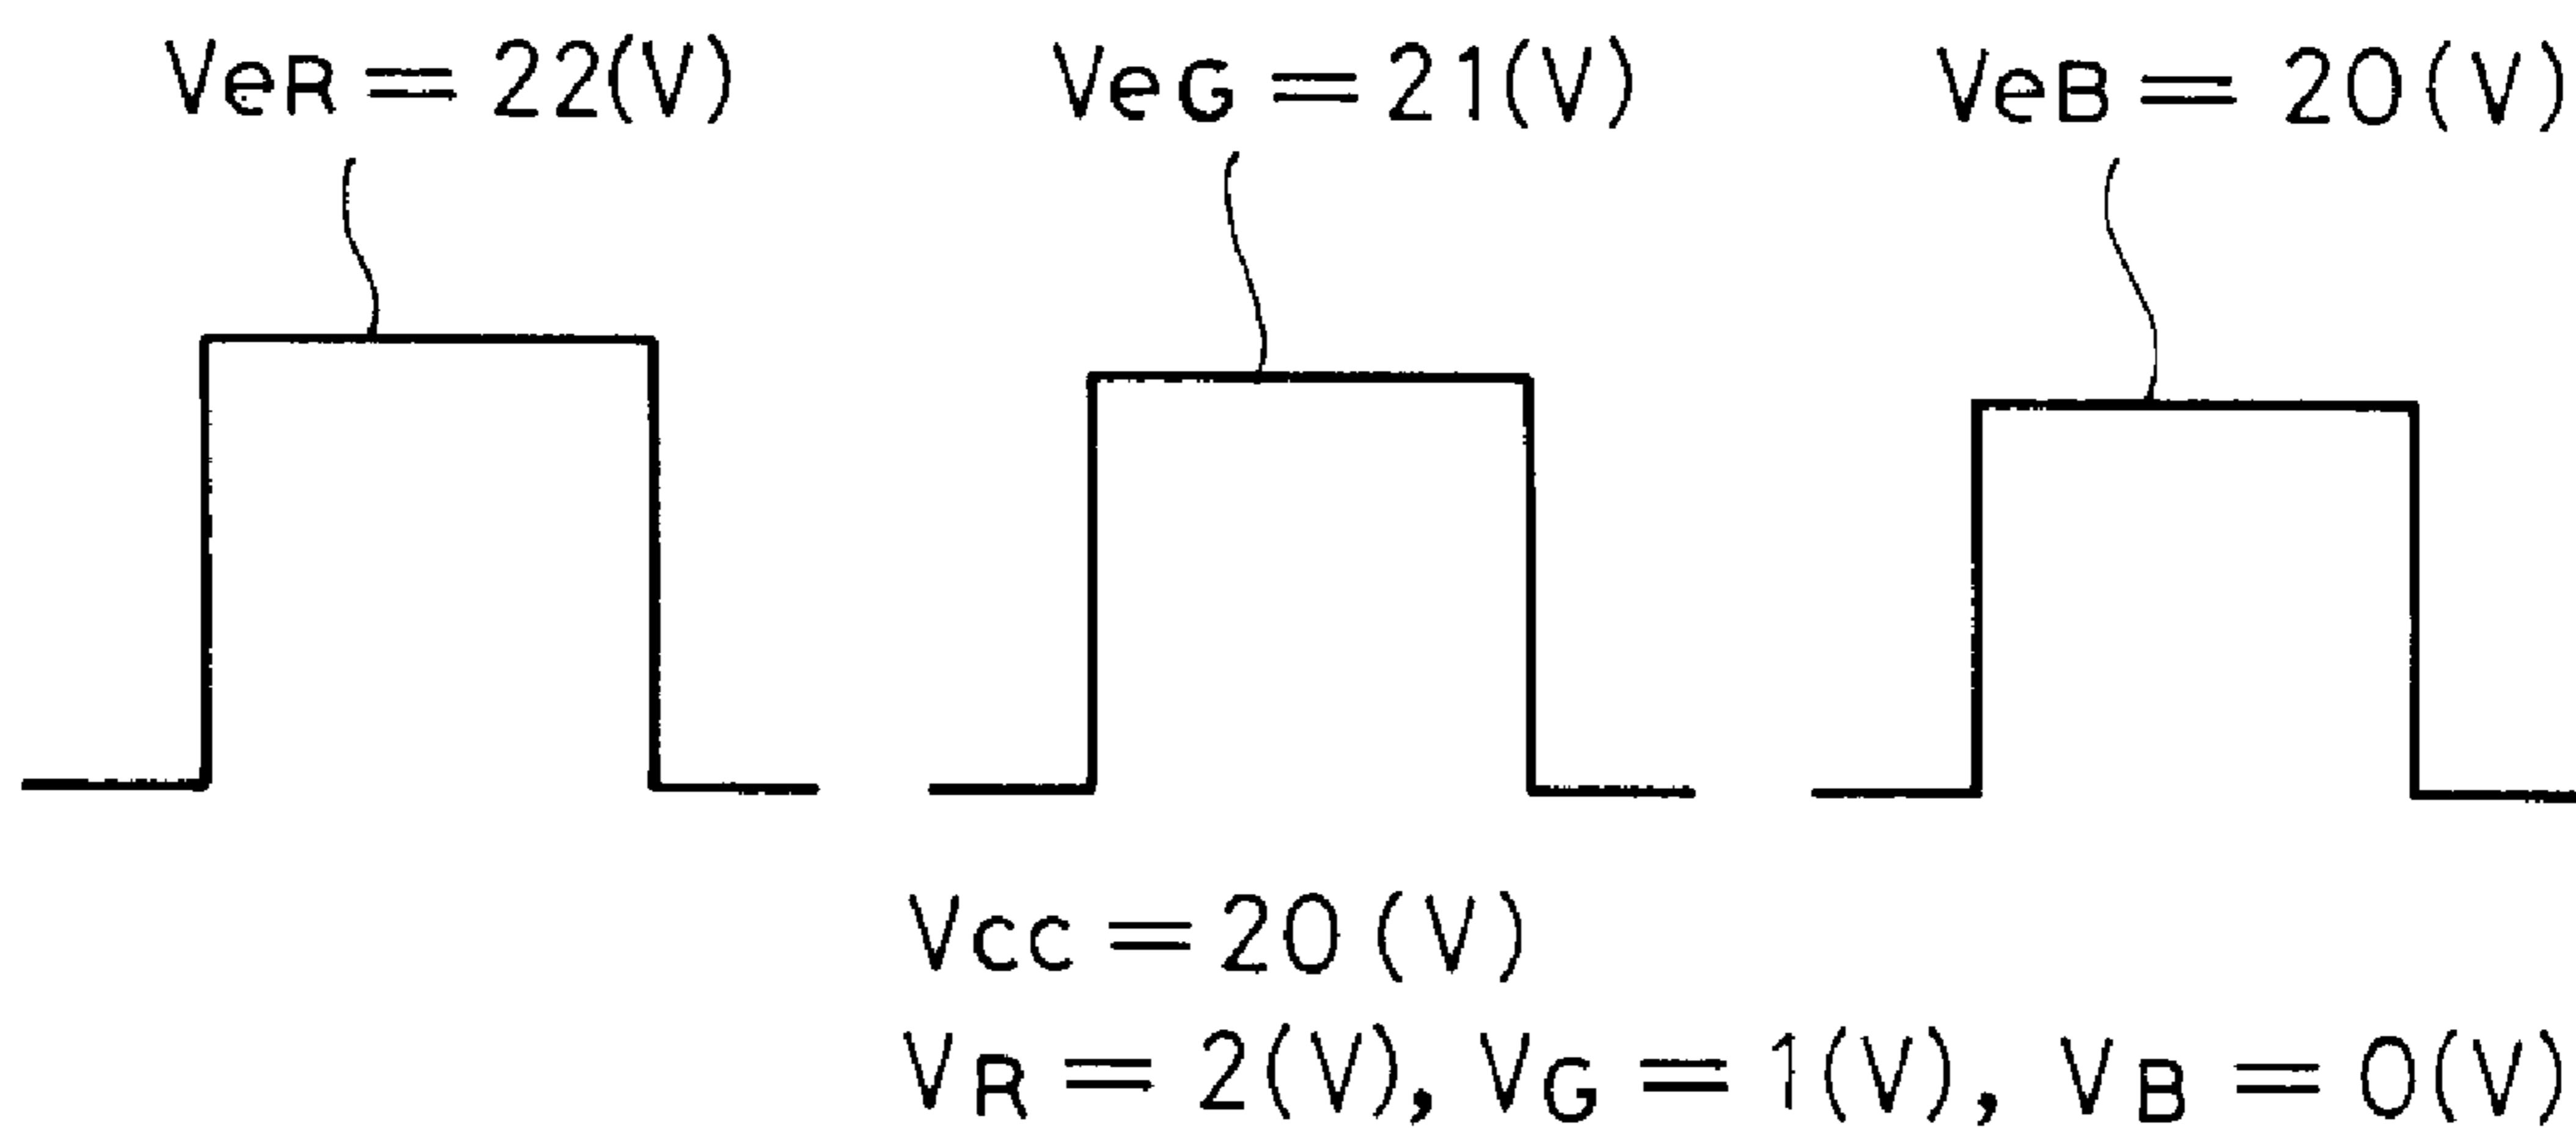 VeR = 22(V) VeG = 21(V) VeB = 20(V)
Vcc = 20(V)
VR = 2(V), VG = 1(V), VB = 0(V)